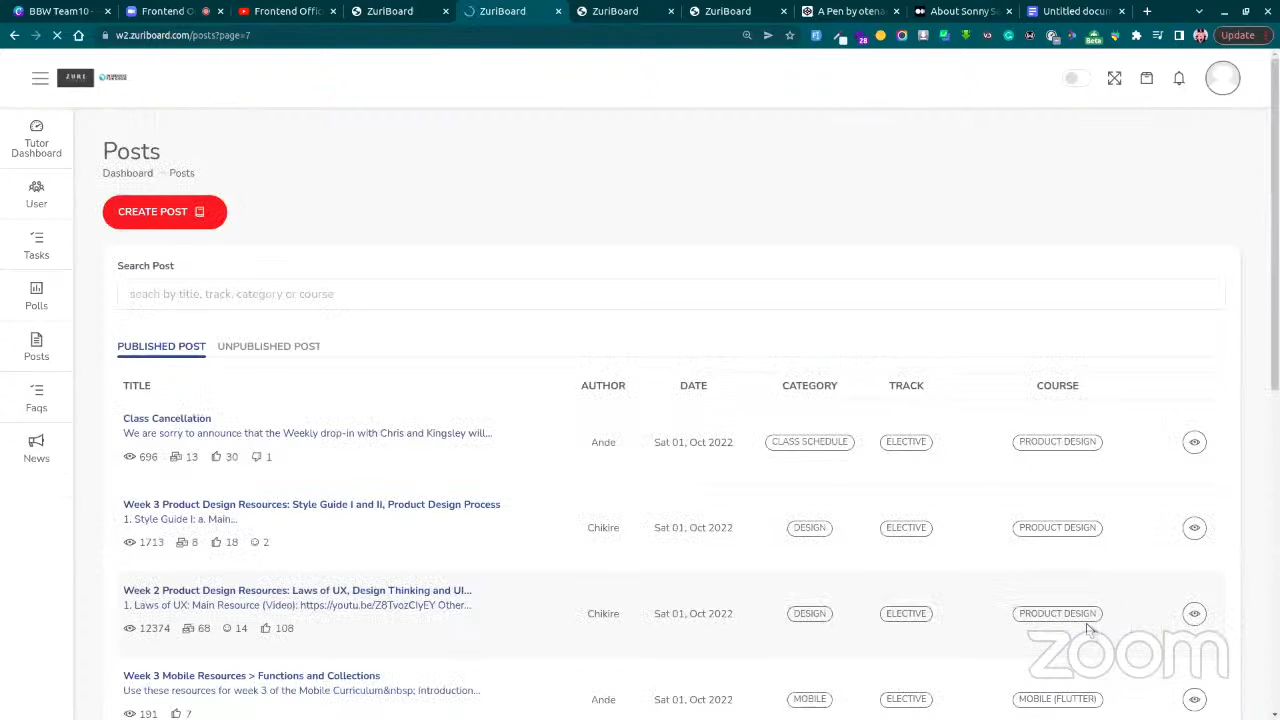 BBW Team10 -
Frontend C
Frontend Offic
ZuriBoard
ZuriBoard
ZuriBoard
ZuriBoard
A Pen by otena
About Sonny Se
Untitled docum
w2.zuriboard.com/posts?page=7
28
Beta
Update
ZURI
Tutor
Dashboard
User
Tasks
Polls
Posts
Faqs
News
Posts
Dashboard
Posts
CREATE POST
Search Post
seach by title, track, category or course
PUBLISHED POST UNPUBLISHED POST
TITLE AUTHOR DATE CATEGORY TRACK COURSE
Class Cancellation
We are sorry to announce that the Weekly drop-in with Chris and Kingsley will...
Ande Sat 01, Oct 2022 CLASS SCHEDULE ELECTIVE PRODUCT DESIGN
696 13 30 1
Week 3 Product Design Resources: Style Guide I and II, Product Design Process
1. Style Guide I: a. Main...
Chikire Sat 01, Oct 2022 DESIGN ELECTIVE PRODUCT DESIGN
1713 8 18 2
Week 2 Product Design Resources: Laws of UX, Design Thinking and UI...
1. Laws of UX: Main Resource (Video): https://youtu.be/Z8TvozCIyEY Other...
Chikire Sat 01, Oct 2022 DESIGN ELECTIVE PRODUCT DESIGN
12374 68 14 108
Week 3 Mobile Resources > Functions and Collections
Use these resources for week 3 of the Mobile Curriculum&nbsp; Introduction...
Ande Sat 01, Oct 2022 MOBILE ELECTIVE MOBILE (FLUTTER)
191 7
zoom